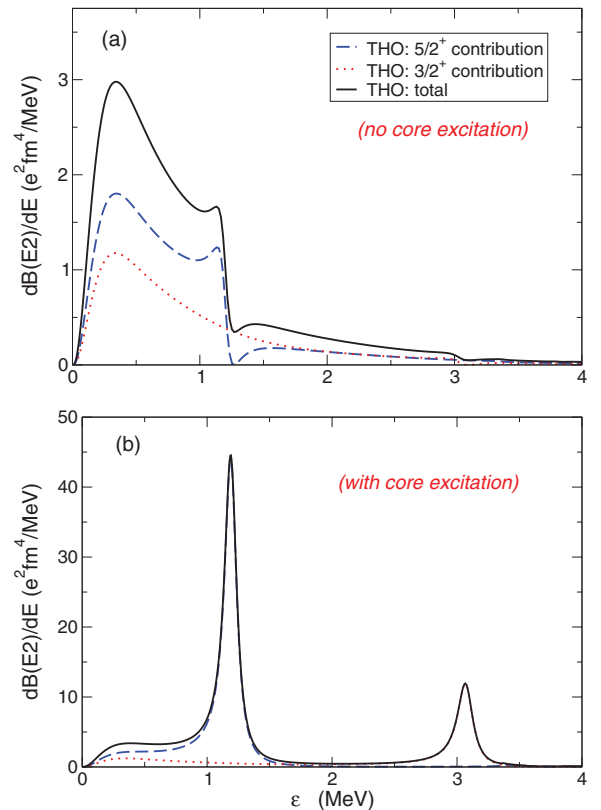 (a)
THO: 5/2⁺ contribution
THO: 3/2⁺ contribution
THO: total
(no core excitation)
dB(E2)/dE (e²fm⁴/MeV)
3
2
1
0
0 1 2 3 4
(b)
(with core excitation)
dB(E2)/dE (e²fm⁴/MeV)
50
40
30
20
10
0
0 1 2 3 4
ε (MeV)